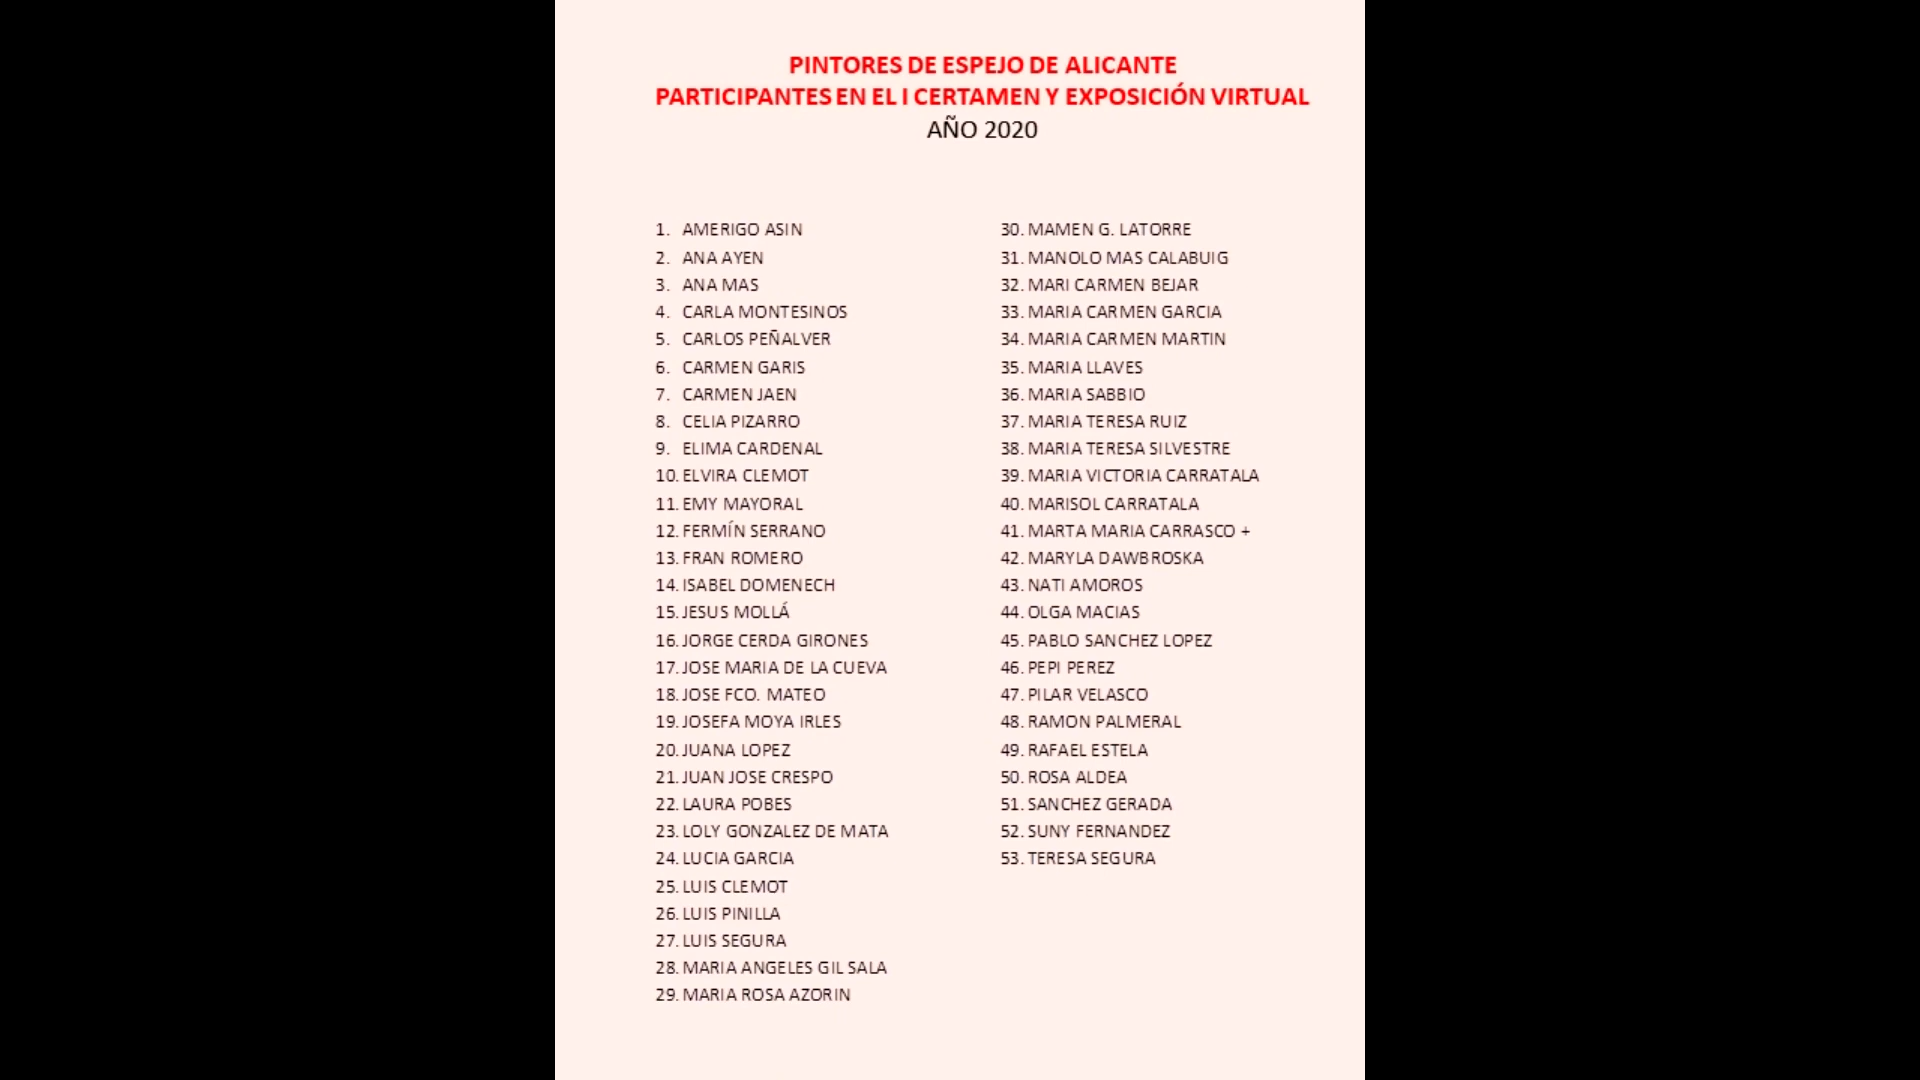 PINTORES DE ESPEJO DE ALICANTE
PARTICIPANTES EN EL I CERTAMEN Y EXPOSICIÓN VIRTUAL
AÑO 2020
1. AMERIGO ASIN
2. ANA AYEN
3. ANA MAS
4. CARLA MONTESINOS
5. CARLOS PEÑALVER
6. CARMEN GARIS
7. CARMEN JAEN
8. CELIA PIZARRO
9. ELIMA CARDENAL
10. ELVIRA CLEMOT
11. EMY MAYORAL
12. FERMÍN SERRANO
13. FRAN ROMERO
14. ISABEL DOMENECH
15. JESUS MOLLÁ
16. JORGE CERDA GIRONES
17. JOSE MARIA DE LA CUEVA
18. JOSE FCO. MATEO
19. JOSEFA MOYA IRLES
20. JUANA LOPEZ
21. JUAN JOSE CRESPO
22. LAURA POBES
23. LOLY GONZALEZ DE MATA
24. LUCIA GARCIA
25. LUIS CLEMOT
26. LUIS PINILLA
27. LUIS SEGURA
28. MARIA ANGELES GIL SALA
29. MARIA ROSA AZORIN
30. MAMEN G. LATORRE
31. MANOLO MAS CALABUIG
32. MARI CARMEN BEJAR
33. MARIA CARMEN GARCIA
34. MARIA CARMEN MARTIN
35. MARIA LLAVES
36. MARIA SABBIO
37. MARIA TERESA RUIZ
38. MARIA TERESA SILVESTRE
39. MARIA VICTORIA CARRATALA
40. MARISOL CARRATALA
41. MARTA MARIA CARRASCO +
42. MARYLA DAWBROSKA
43. NATI AMOROS
44. OLGA MACIAS
45. PABLO SANCHEZ LOPEZ
46. PEPI PEREZ
47. PILAR VELASCO
48. RAMON PALMERAL
49. RAFAEL ESTELA
50. ROSA ALDEA
51. SANCHEZ GERADA
52. SUNY FERNANDEZ
53. TERESA SEGURA